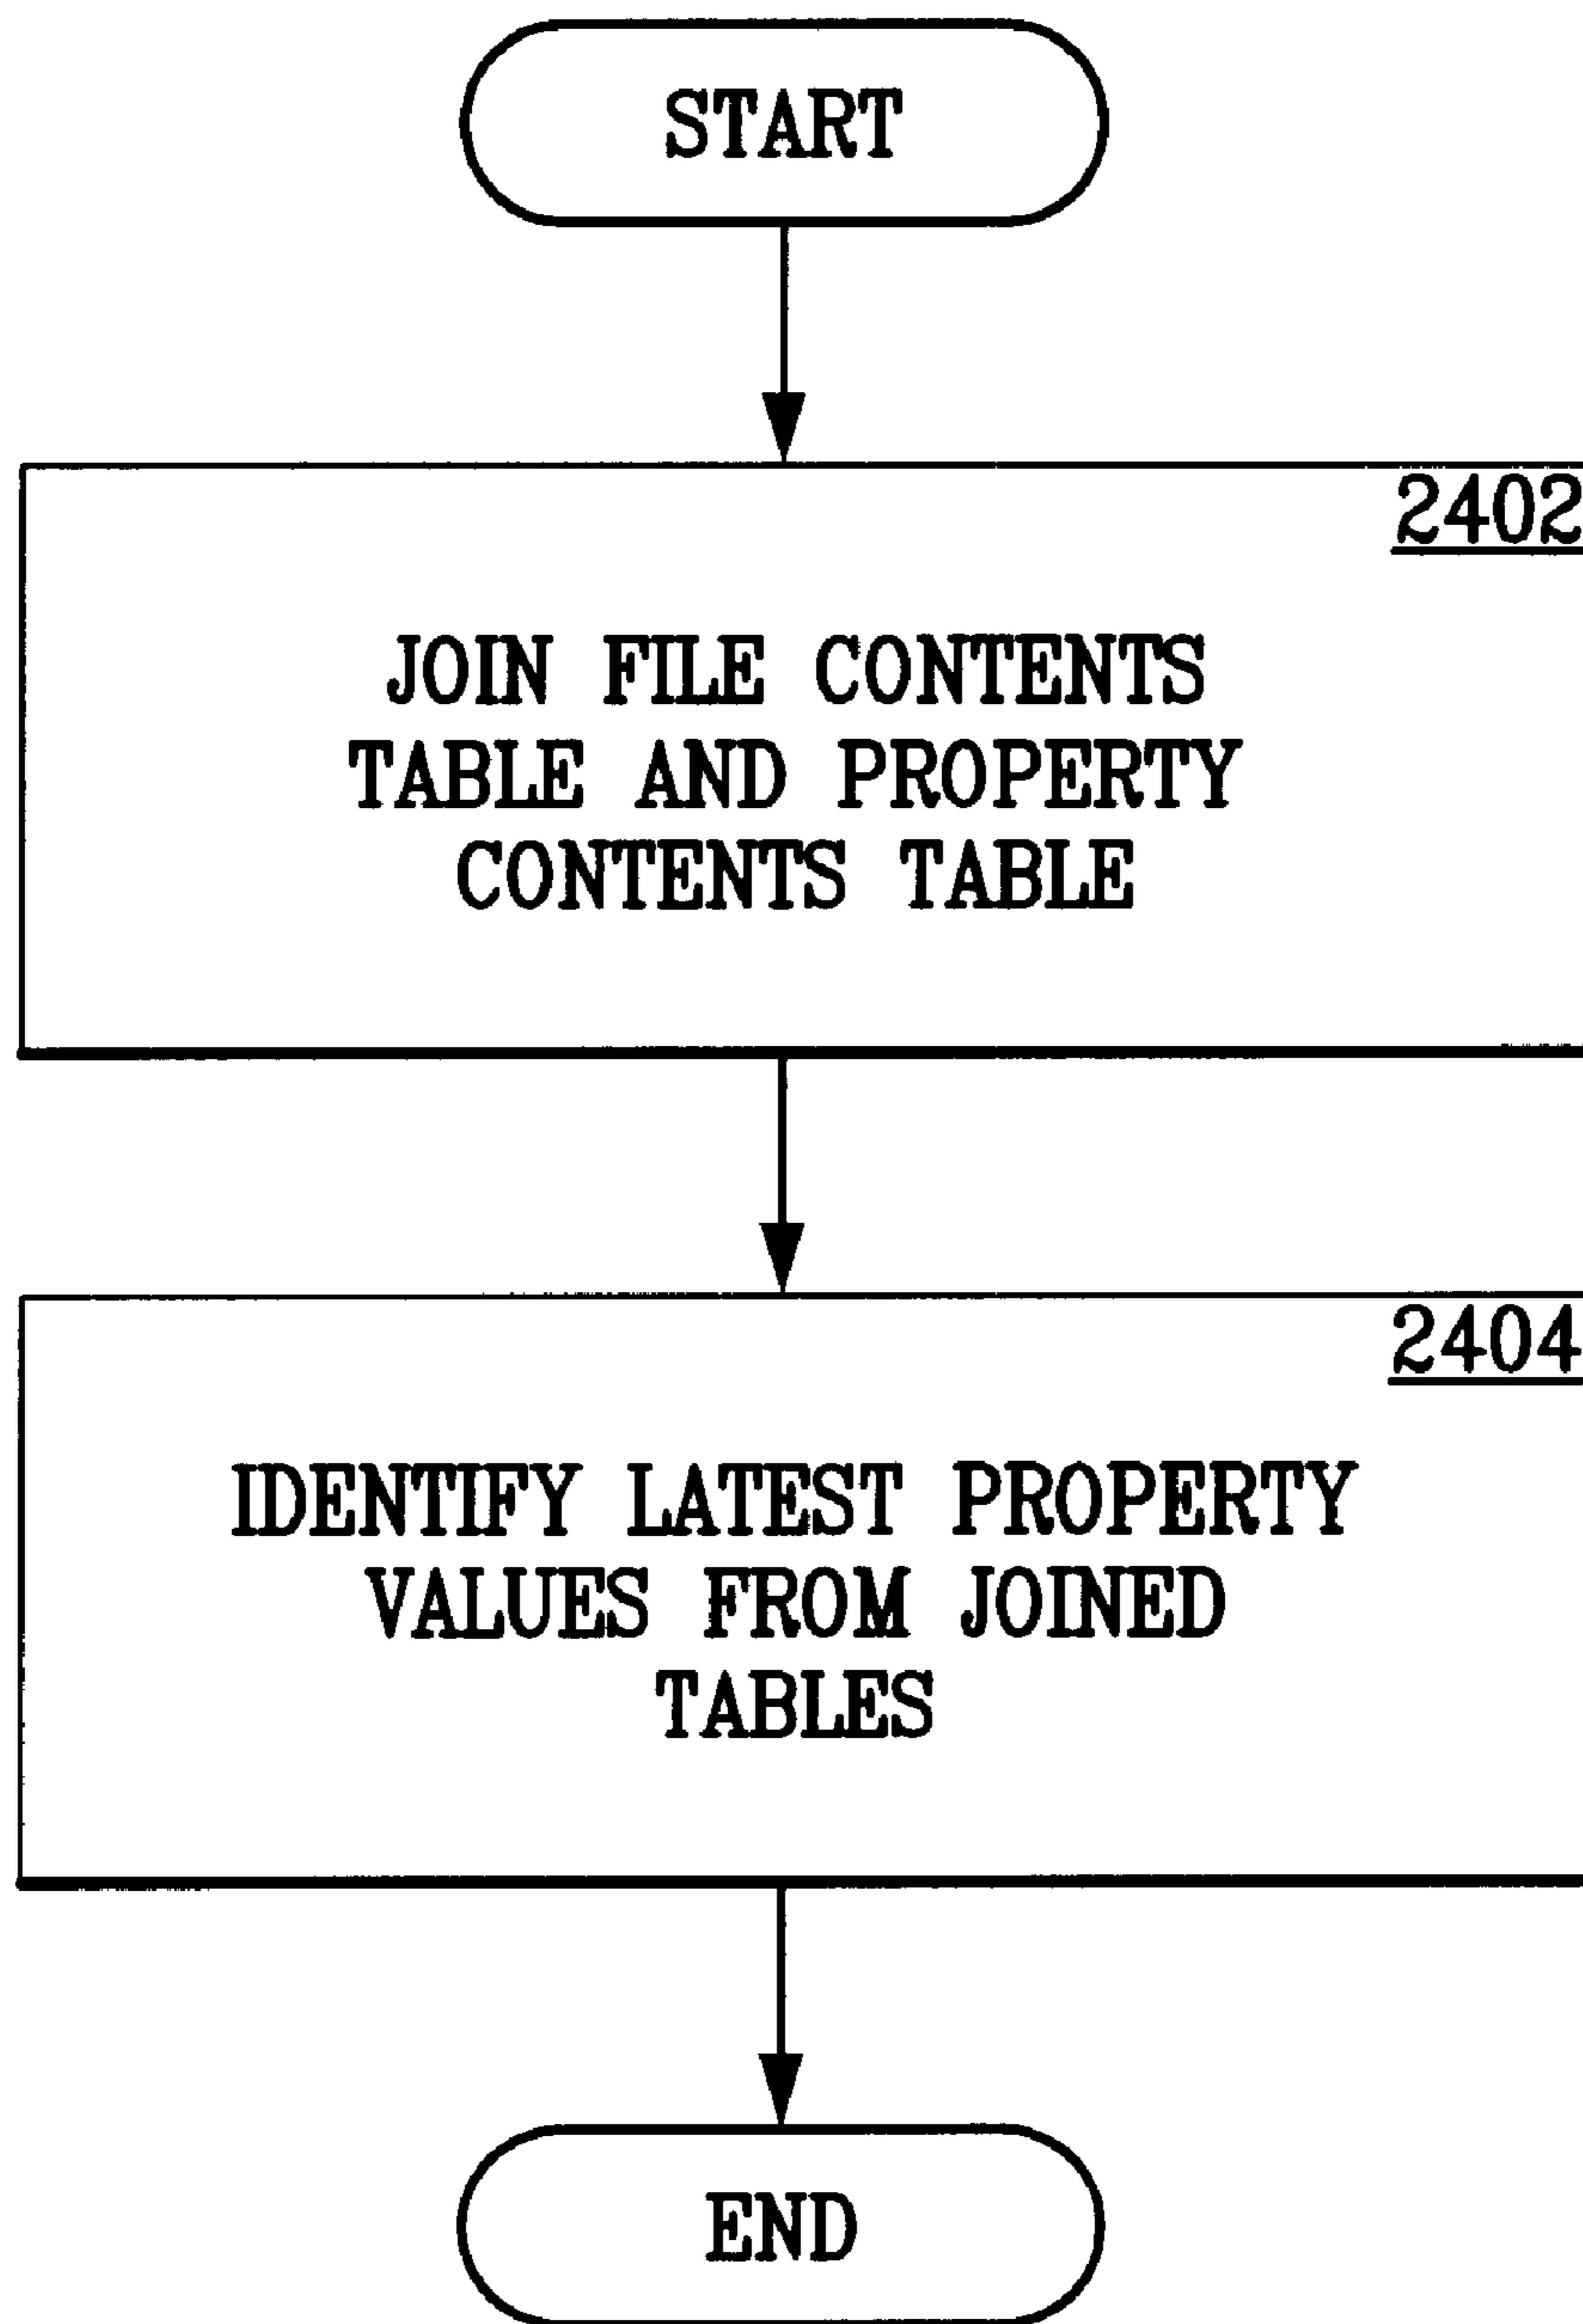 START
2402
JOIN FILE CONTENTS
TABLE AND PROPERTY
CONTENTS TABLE
2404
IDENTIFY LATEST PROPERTY
VALUES FROM JOINED
TABLES
END